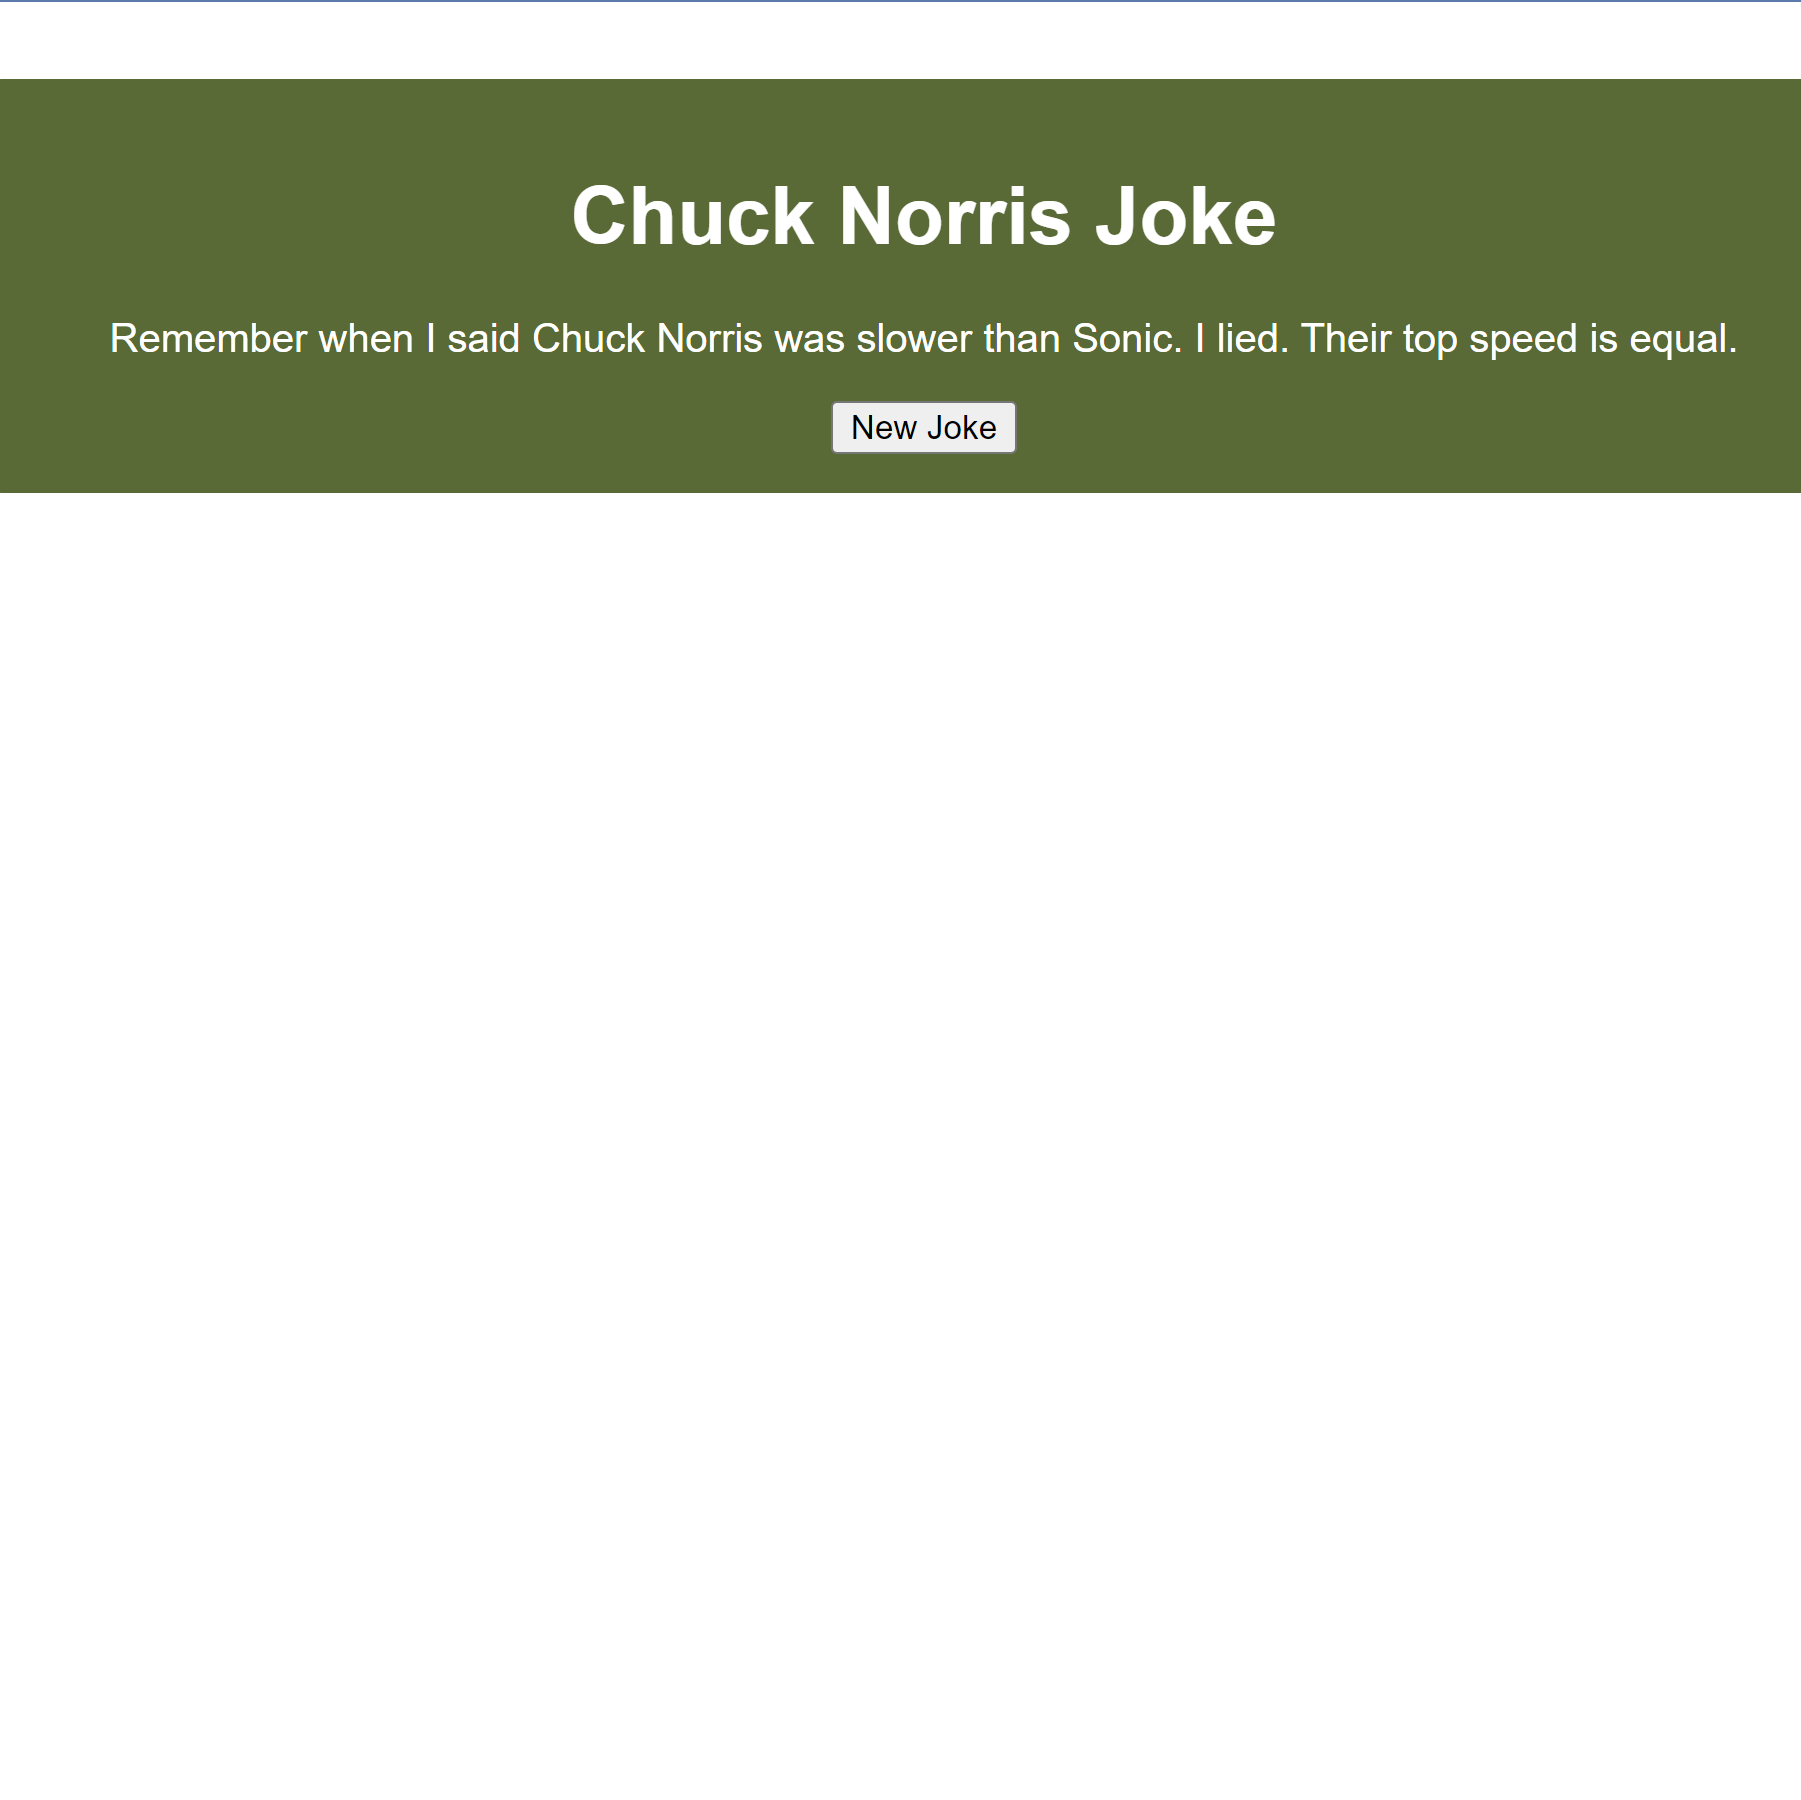 Chuck Norris Joke
Remember when I said Chuck Norris was slower than Sonic. I lied. Their top speed is equal.
New Joke